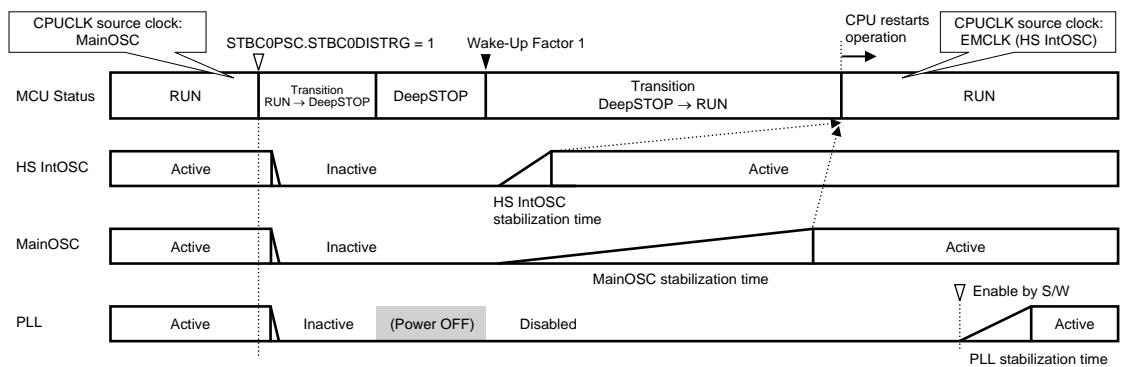 CPUCLK source clock:
MainOSC
STBC0PSC.STBC0DISTRG = 1
Wake-Up Factor 1
CPU restarts
operation
CPUCLK source clock:
EMCLK (HS IntOSC)
MCU Status
RUN
Transition
RUN → DeepSTOP
DeepSTOP
Transition
DeepSTOP → RUN
RUN
HS IntOSC
Active
Inactive
Active
HS IntOSC
stabilization time
MainOSC
Active
Inactive
Active
MainOSC stabilization time
Enable by S/W
PLL
Active
Inactive
(Power OFF)
Disabled
Active
PLL stabilization time